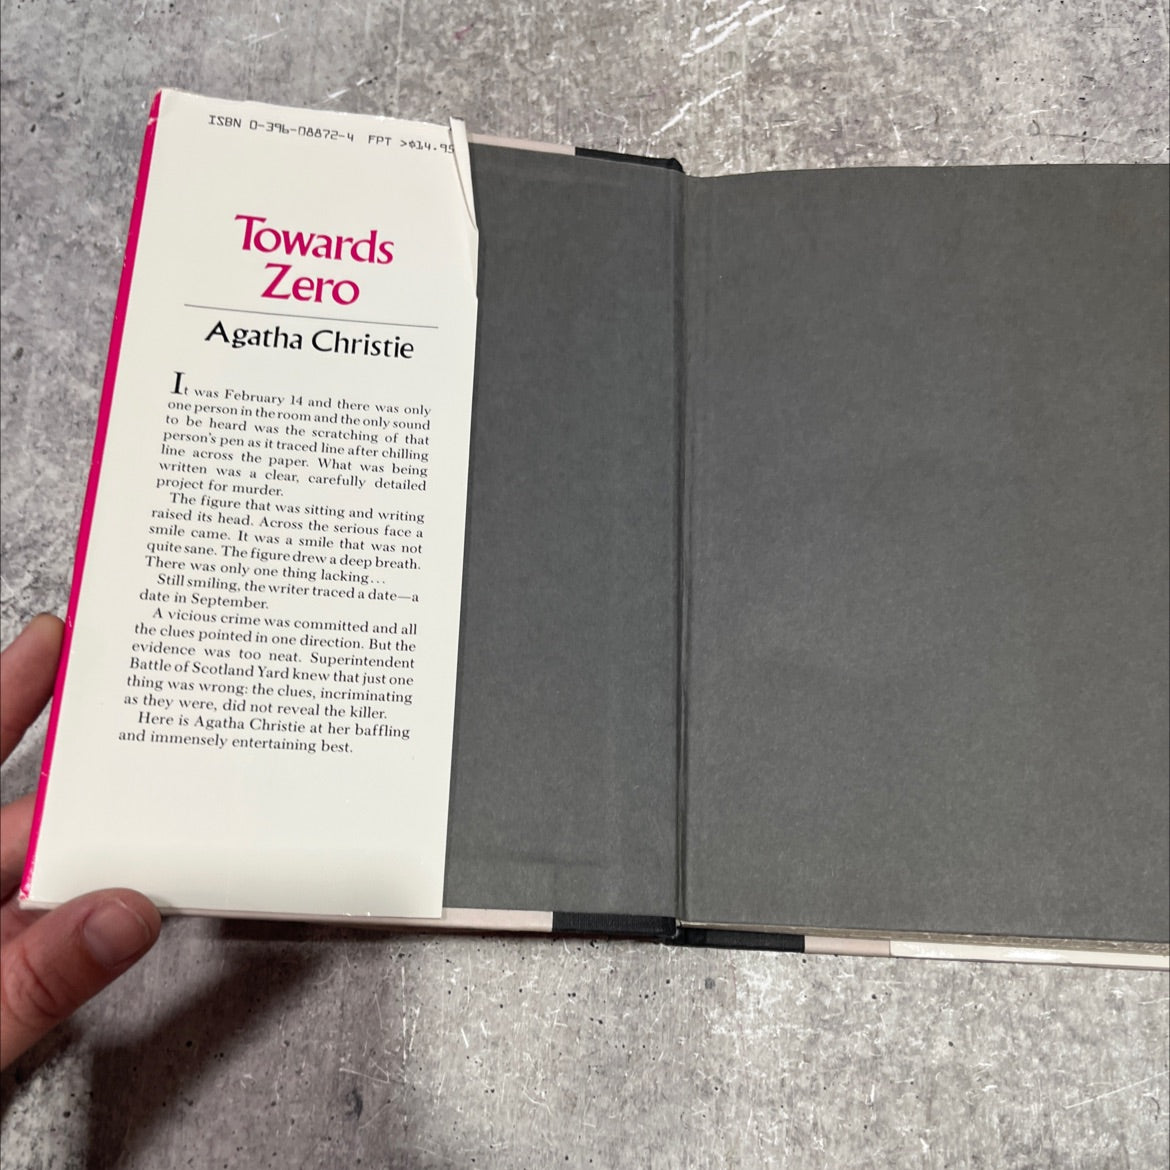 ISBN 0-396-08872-4 FPT >$14.95
Towards
Zero
Agatha Christie
It was February 14 and there was only
one person in the room and the only sound
to be heard was the scratching of that
person's pen as it traced line after chilling
line across the paper. What was being
written was a clear, carefully detailed
project for murder.
The figure that was sitting and writing
raised its head. Across the serious face a
smile came. It was a smile that was not
quite sane. The figure drew a deep breath.
There was only one thing lacking...
Still smiling, the writer traced a date—a
date in September.
A vicious crime was committed and all
the clues pointed in one direction. But the
evidence was too neat. Superintendent
Battle of Scotland Yard knew that just one
thing was wrong: the clues, incriminating
as they were, did not reveal the killer.
Here is Agatha Christie at her baffling
and immensely entertaining best.